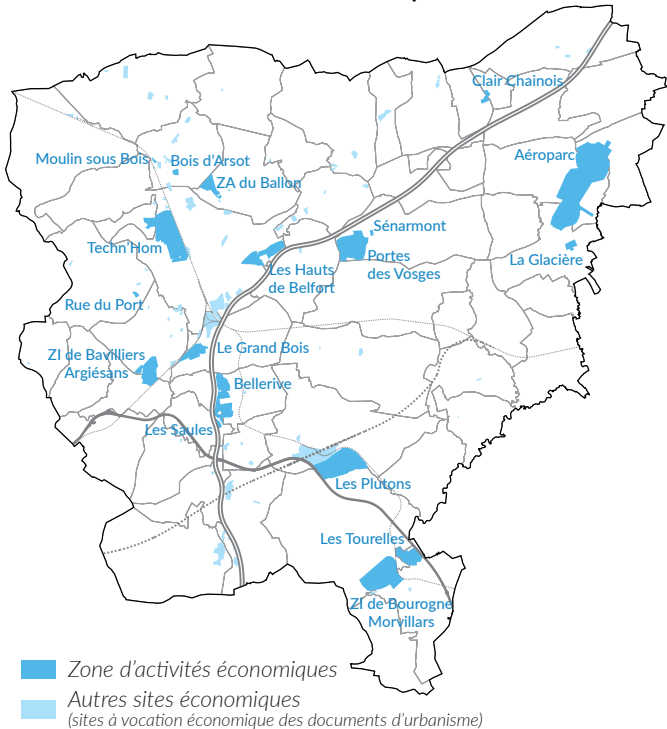 Clair Chainois
Aéroparc
Moulin sous Bois
Bois d'Arsot
ZA du Ballon
Sénarmont
Techn'Hom
Portes
des Vosges
La Glacière
Les Hauts
de Belfort
Rue du Port
Le Grand Bois
ZI de Bavilliers
Argiésans
Bellerive
Les Saules
Les Plutons
Les Tourelles
ZI de Bourogne
Morvillars
Zone d'activités économiques
Autres sites économiques
(sites à vocation économique des documents d'urbanisme)